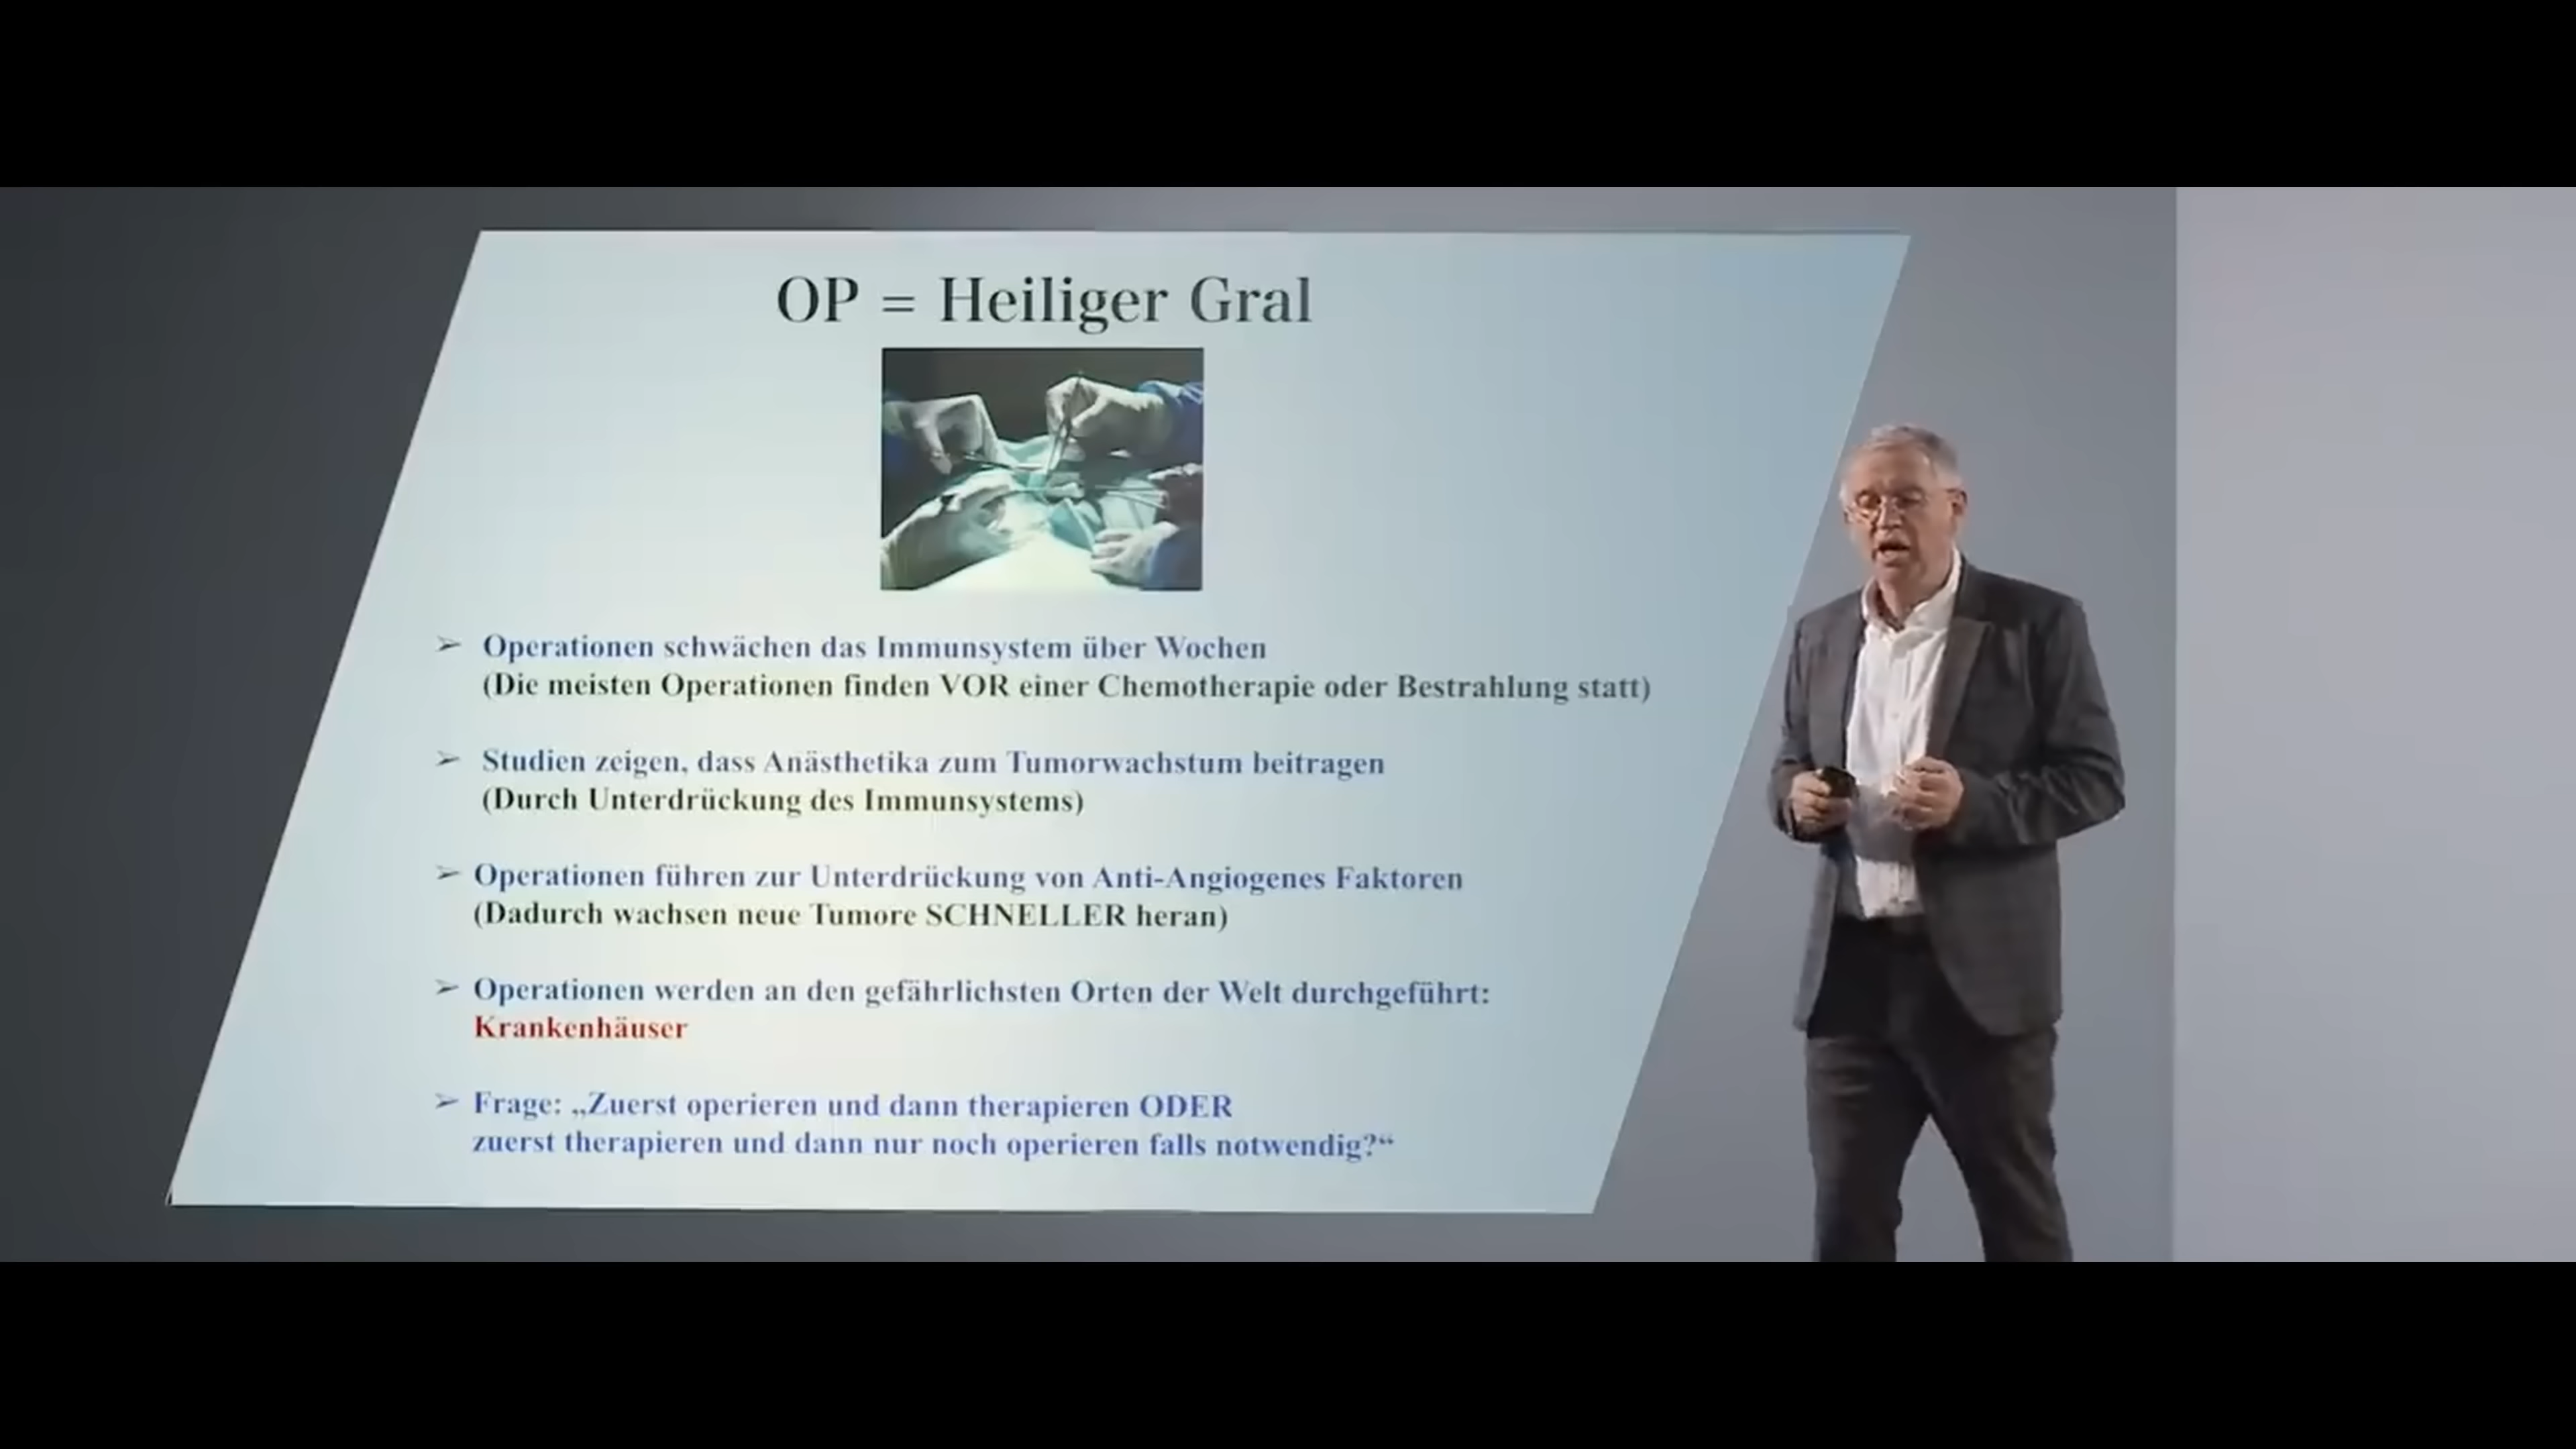 OP = Heiliger Gral
➢ Operationen schwächen das Immunsystem über Wochen
(Die meisten Operationen finden VOR einer Chemotherapie oder Bestrahlung statt)
➢ Studien zeigen, dass Anästhetika zum Tumorwachstum beitragen
(Durch Unterdrückung des Immunsystems)
➢ Operationen führen zur Unterdrückung von Anti-Angiogenes Faktoren
(Dadurch wachsen neue Tumore SCHNELLER heran)
➢ Operationen werden an den gefährlichsten Orten der Welt durchgeführt:
Krankenhäuser
➢ Frage: „Zuerst operieren und dann therapieren ODER
zuerst therapieren und dann nur noch operieren falls notwendig?“